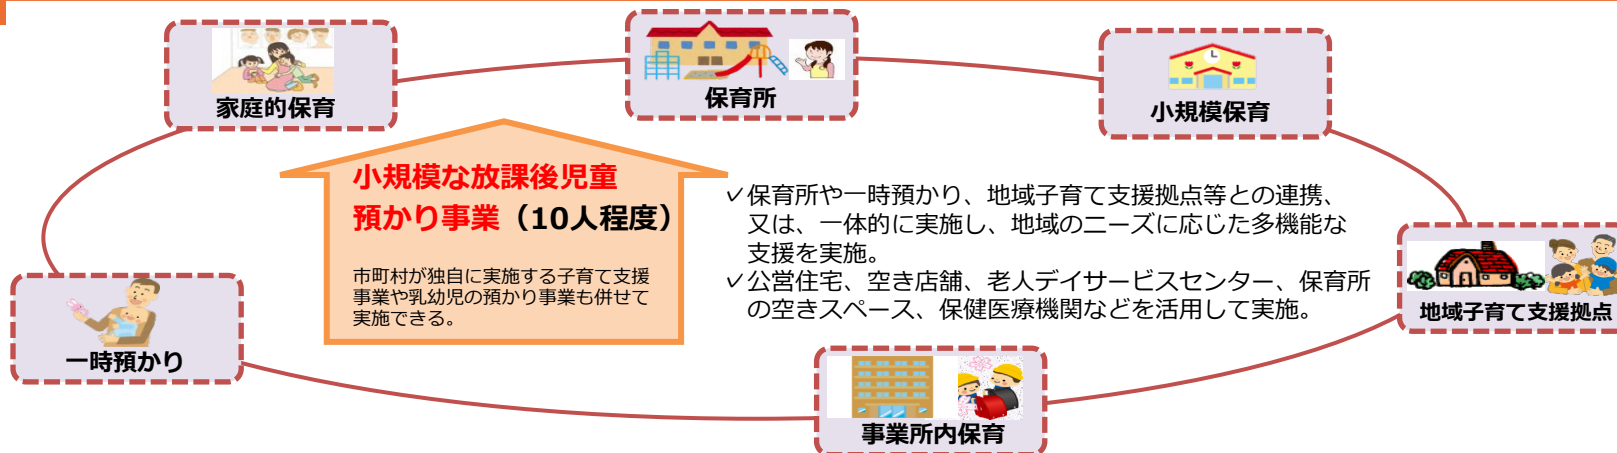 家庭的保育
保育所
小規模保育
小規模な放課後児童
預かり事業（10人程度）
市町村が独自に実施する子育て支援
事業や乳幼児の預かり事業も併せて
実施できる。
✓保育所や一時預かり、地域子育て支援拠点等との連携、
又は、一体的に実施し、地域のニーズに応じた多機能な
支援を実施。
✓公営住宅、空き店舗、老人デイサービスセンター、保育所
の空きスペース、保健医療機関などを活用して実施。
地域子育て支援拠点
一時預かり
事業所内保育